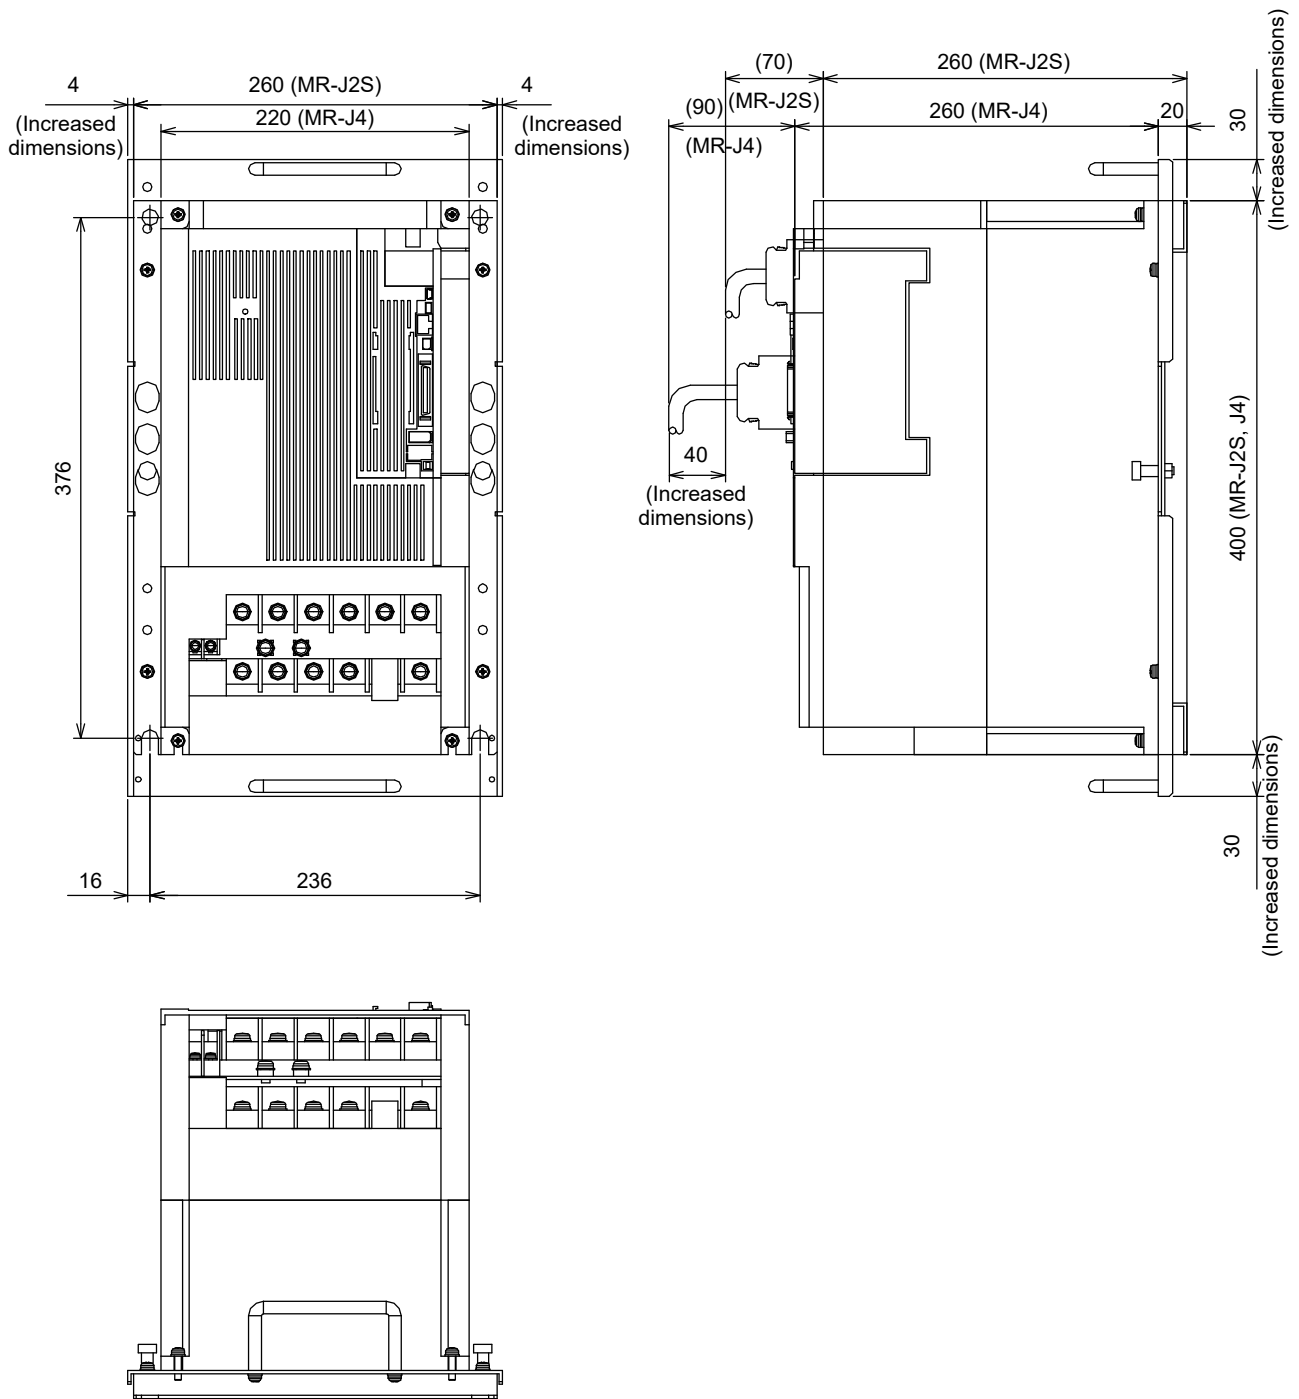 4
260 (MR-J2S)
4
(Increased
dimensions)
220 (MR-J4)
(Increased
dimensions)
376
16
236
(70)
260 (MR-J2S)
(90)
(MR-J2S)
260 (MR-J4)
20
(MR-J4)
30
(Increased dimensions)
40
(Increased
dimensions)
400 (MR-J2S, J4)
30
(Increased dimensions)